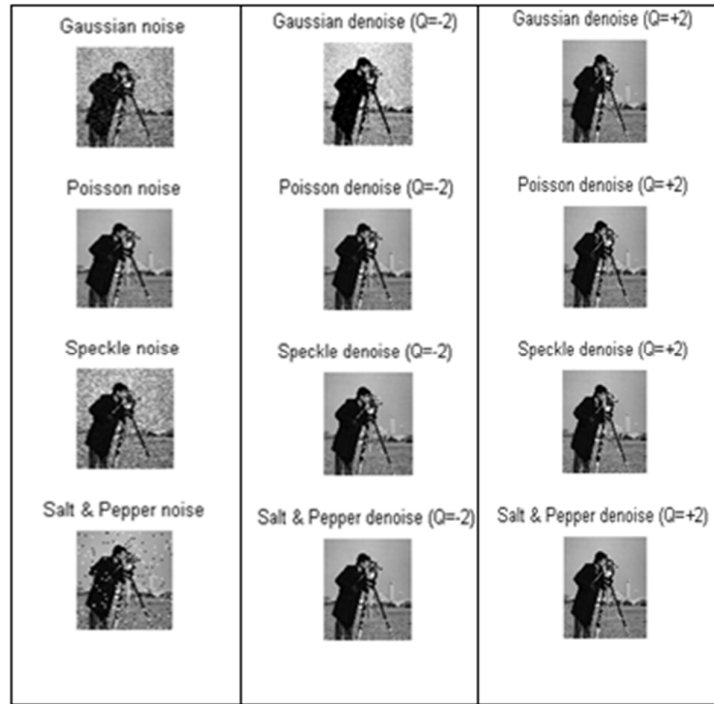 Gaussian noise
Gaussian denoise (Q=-2)
Gaussian denoise (Q=+2)
Poisson noise
Poisson denoise (Q=-2)
Poisson denoise (Q=+2)
Speckle noise
Speckle denoise (Q=-2)
Speckle denoise (Q=+2)
Salt & Pepper noise
Salt & Pepper denoise (Q=-2)
Salt & Pepper denoise (Q=+2)